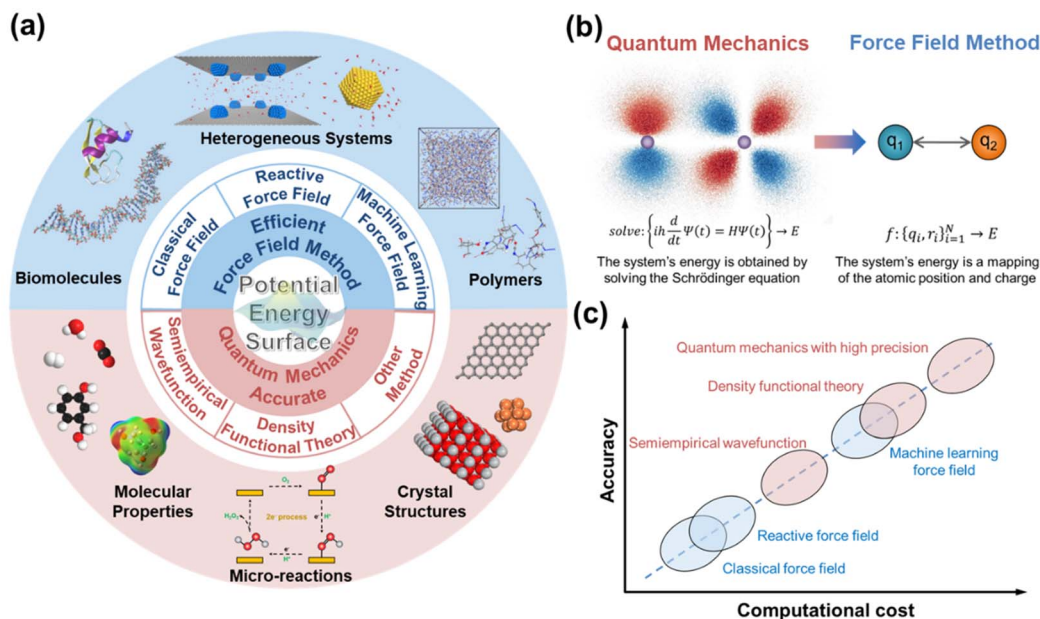 (a)
Heterogeneous Systems
Biomolecules
Polymers
Classical
Force Field
Reactive
Force Field
Machine Learning
Force Field
Efficient
Force Field Method
Potential
Energy
Surface
Quantum Mechanics
Accurate
Semiempirical
Wavefunction
Density
Functional Theory
Other
Method
Molecular
Properties
Crystal
Structures
O₂
H₂O₂
2e⁻ process
e⁻
H⁺
e⁻
H⁺
Micro-reactions
(b)
Quantum Mechanics
Force Field Method
q₁
q₂
solve:{iħ d/dt Ψ(t) = HΨ(t)} → E
f:{qᵢ, rᵢ}ᵢ₌₁ᴺ → E
The system's energy is obtained by
solving the Schrödinger equation
The system's energy is a mapping
of the atomic position and charge
(c)
Accuracy
Quantum mechanics with high precision
Density functional theory
Semiempirical wavefunction
Machine learning
force field
Reactive force field
Classical force field
Computational cost